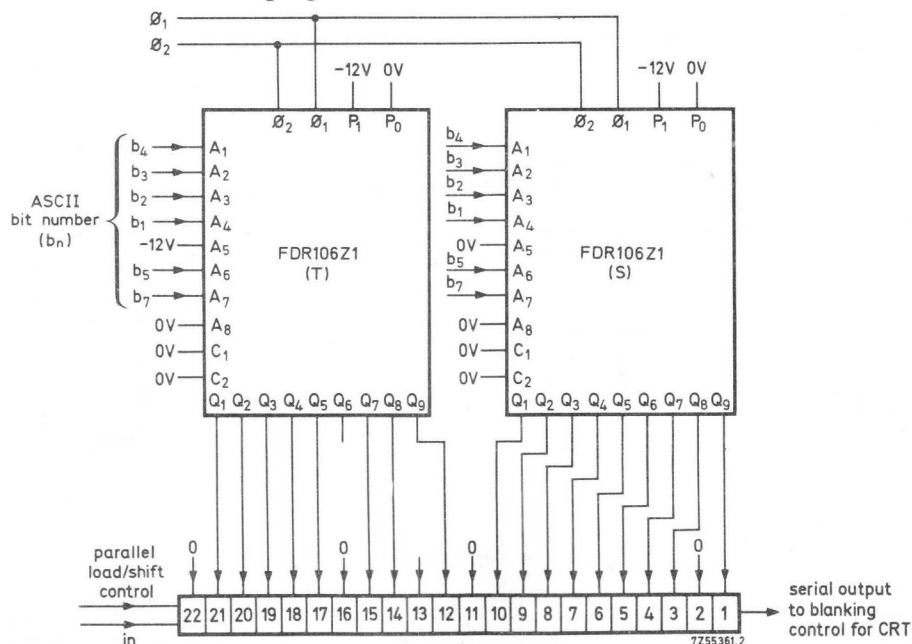 Ø1
Ø2
-12V 0V -12V 0V
Ø2 Ø1 P1 P0 Ø2 Ø1 P1 P0
ASCII
bit number
(bn)
b4 A1
b3 A2
b2 A3
b1 A4
-12V A5
b5 A6
b7 A7
0V A8
0V C1
0V C2
FDR106Z1
(T)
Q1 Q2 Q3 Q4 Q5 Q6 Q7 Q8 Q9
b4 A1
b3 A2
b2 A3
b1 A4
0V A5
b5 A6
b7 A7
0V A8
0V C1
0V C2
FDR106Z1
(S)
Q1 Q2 Q3 Q4 Q5 Q6 Q7 Q8 Q9
parallel
load/shift
control
in
0 0 0 0
22 21 20 19 18 17 16 15 14 13 12 11 10 9 8 7 6 5 4 3 2 1
serial output
to blanking
control for CRT
7Z55361.2